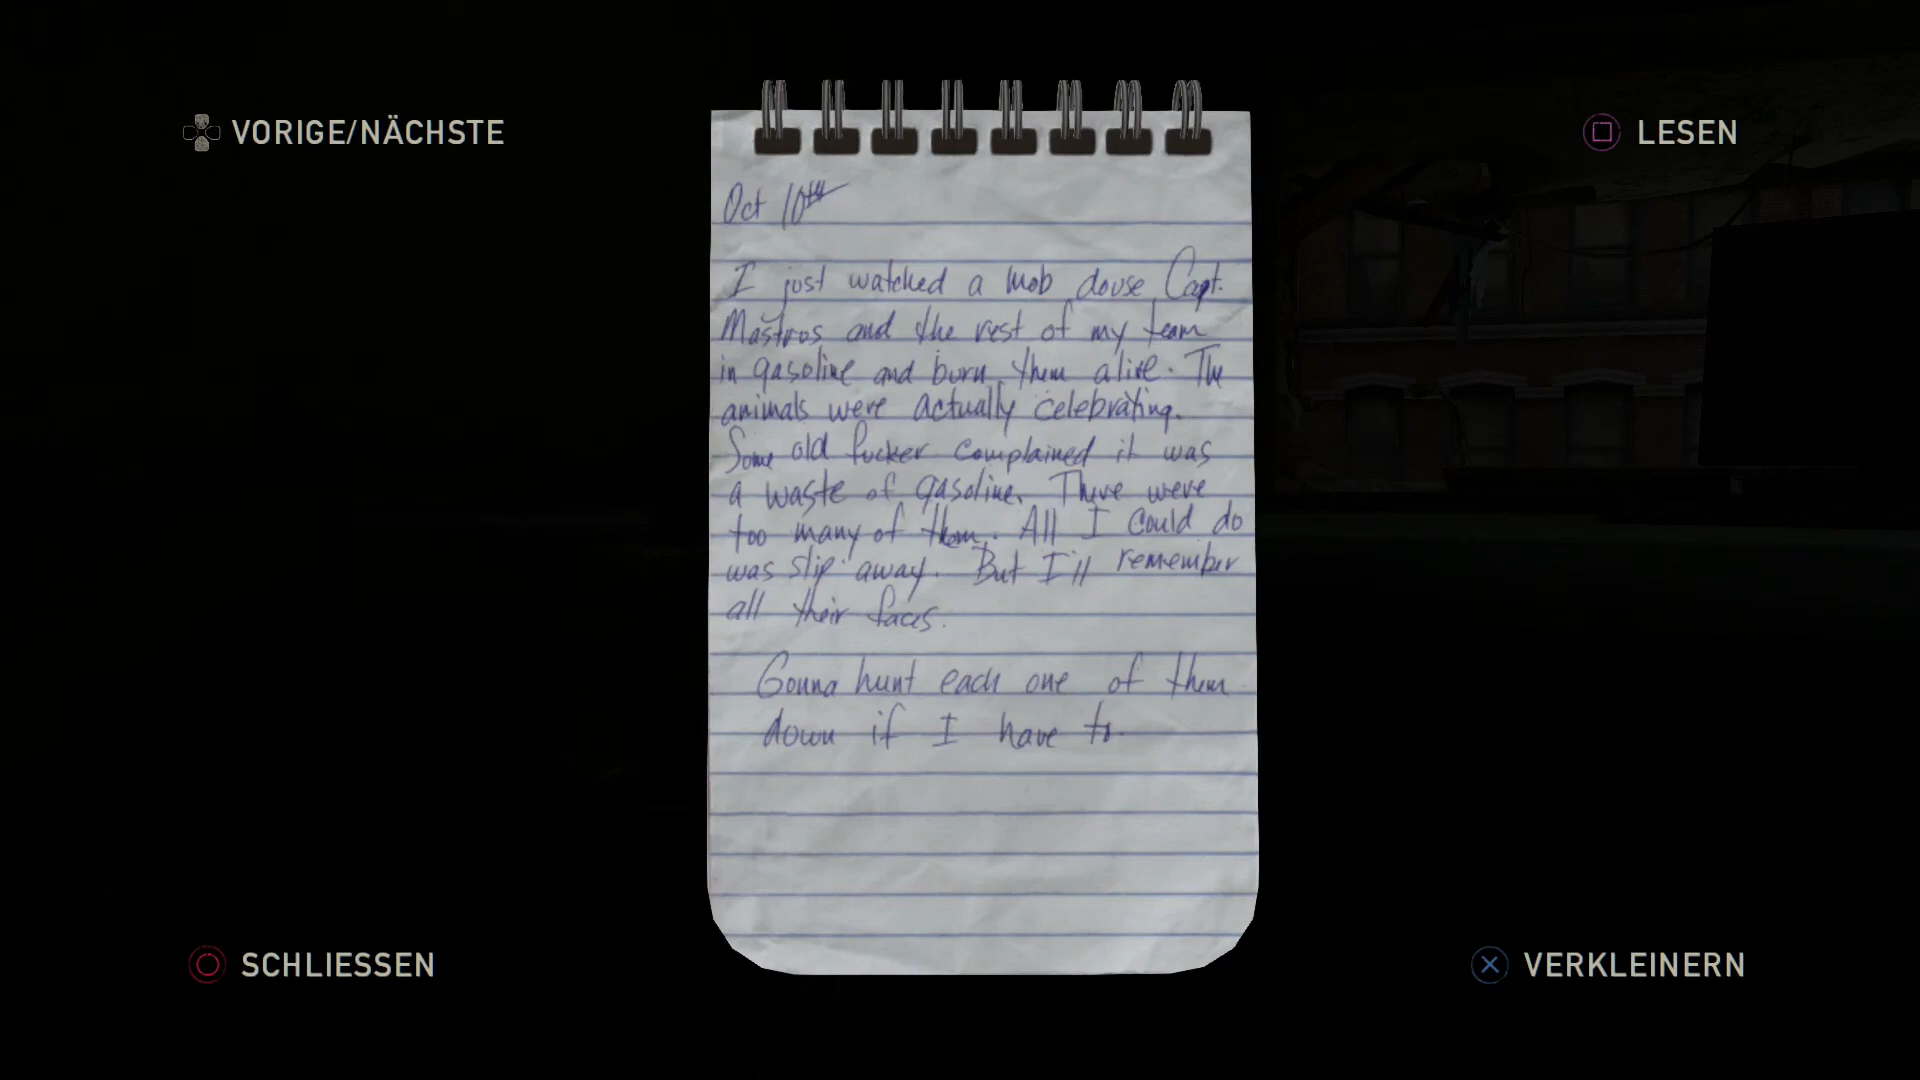 VORIGE/NÄCHSTE
LESEN
Oct 10th
I just watched a mob douse Capt.
Mastros and the rest of my team
in gasoline and burn them alive. The
animals were actually celebrating.
Some old fucker complained it was
a waste of gasoline. There were
too many of them. All I could do
was slip away. But I'll remember
all their faces.
Gonna hunt each one of them
down if I have to.
SCHLIESSEN
VERKLEINERN